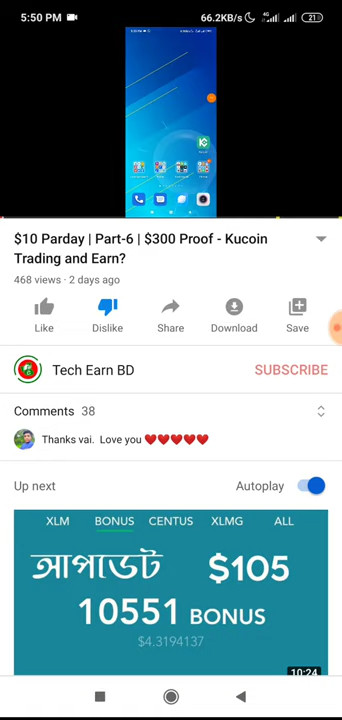 5:50 PM
66.2KB/s
4G
21
$10 Parday | Part-6 | $300 Proof - Kucoin
Trading and Earn?
468 views · 2 days ago
Like
Dislike
Share
Download
Save
Tech Earn BD
SUBSCRIBE
Comments 38
Thanks vai. Love you ❤️❤️❤️❤️❤️
Up next
Autoplay
XLM BONUS CENTUS XLMG ALL
আপডেট $105
10551 BONUS
$4.3194137
10:24